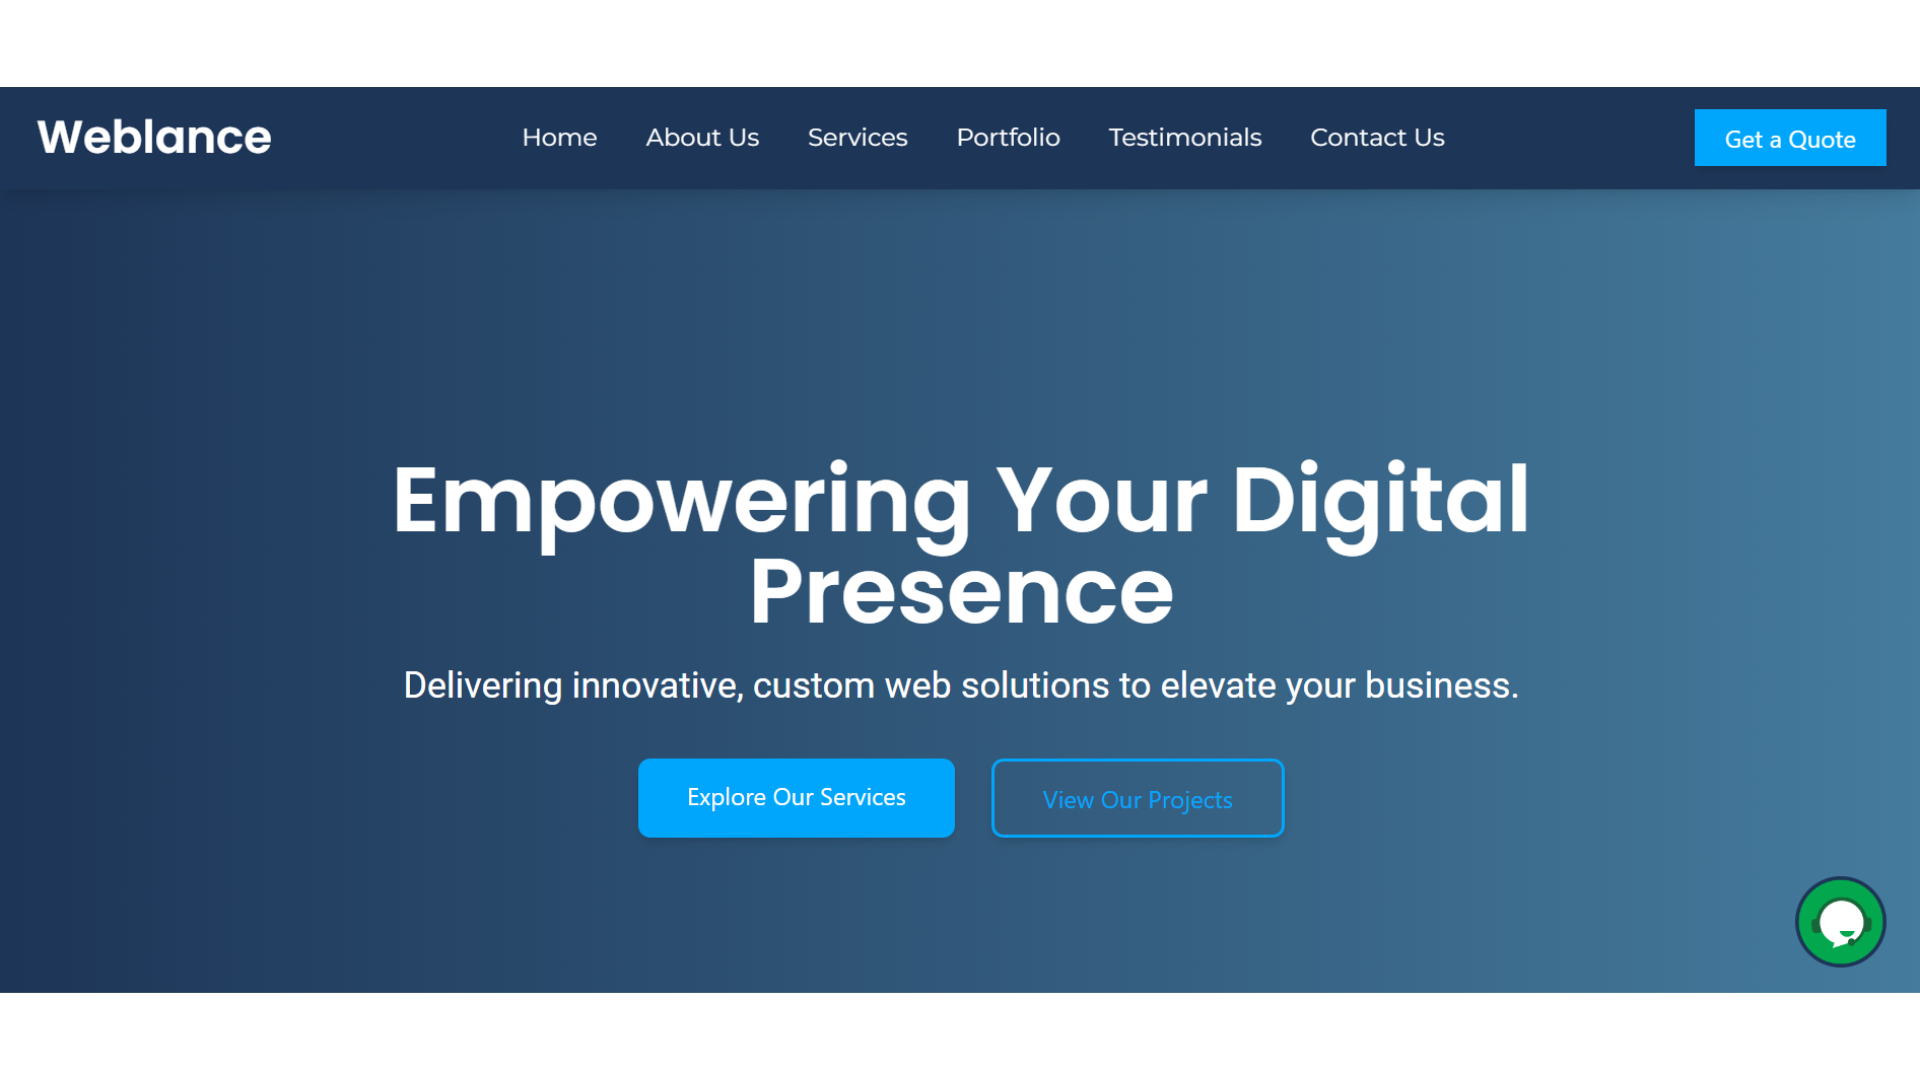 Weblance
Home
About Us
Services
Portfolio
Testimonials
Contact Us
Get a Quote
Empowering Your Digital
Presence
Delivering innovative, custom web solutions to elevate your business.
Explore Our Services
View Our Projects